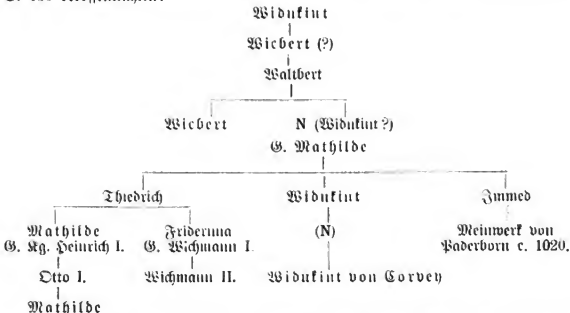 Widukint
Wicbert (?)
Waltbert
Wicbert N (Widukint?)
G. Mathilde
Thiedrich Widukint Immed
Mathilde Frideruna (N) Meinwerk von
G. Kg. Heinrich I. G. Wichmann I. Paderborn c. 1020.
Otto I. Wichmann II. Widukint von Corvey
Mathilde